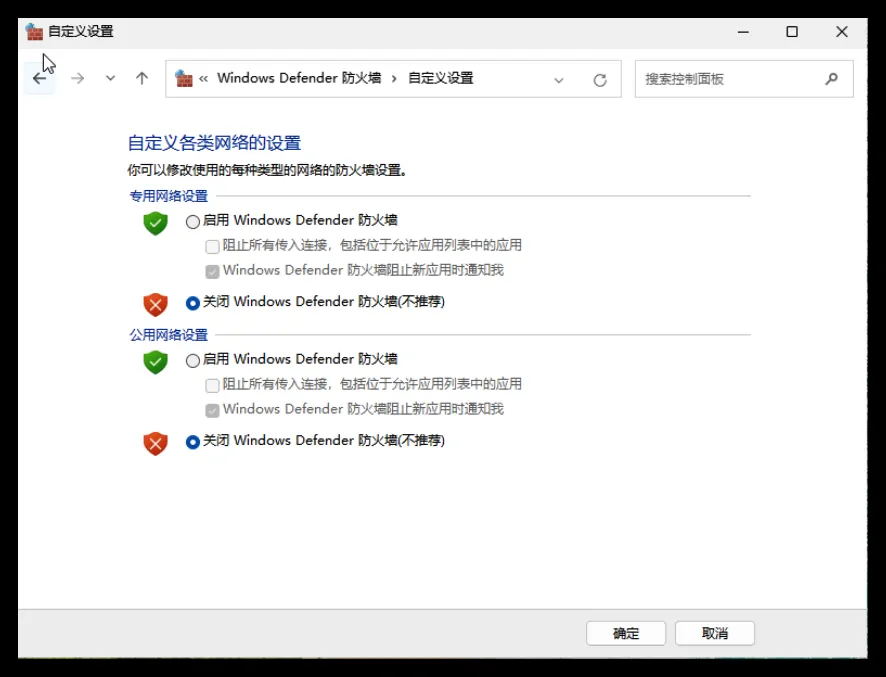 自定义设置
« Windows Defender 防火墙 › 自定义设置
搜索控制面板
自定义各类网络的设置
你可以修改使用的每种类型的网络的防火墙设置。
专用网络设置
启用 Windows Defender 防火墙
阻止所有传入连接，包括位于允许应用列表中的应用
Windows Defender 防火墙阻止新应用时通知我
关闭 Windows Defender 防火墙(不推荐)
公用网络设置
启用 Windows Defender 防火墙
阻止所有传入连接，包括位于允许应用列表中的应用
Windows Defender 防火墙阻止新应用时通知我
关闭 Windows Defender 防火墙(不推荐)
确定
取消